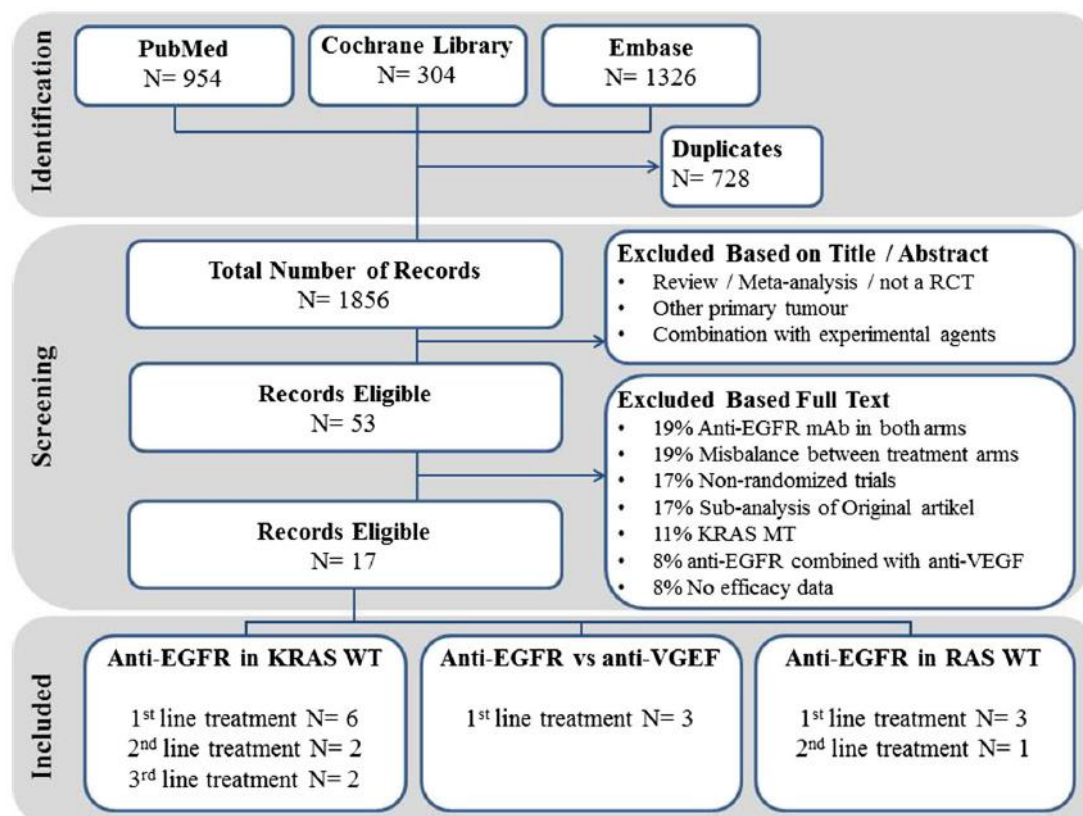 Identification
PubMed
N= 954
Cochrane Library
N= 304
Embase
N= 1326
Duplicates
N= 728
Screening
Total Number of Records
N= 1856
Excluded Based on Title / Abstract
• Review / Meta-analysis / not a RCT
• Other primary tumour
• Combination with experimental agents
Records Eligible
N= 53
Excluded Based Full Text
• 19% Anti-EGFR mAb in both arms
• 19% Misbalance between treatment arms
• 17% Non-randomized trials
• 17% Sub-analysis of Original artikel
• 11% KRAS MT
• 8% anti-EGFR combined with anti-VEGF
• 8% No efficacy data
Records Eligible
N= 17
Included
Anti-EGFR in KRAS WT
1st line treatment N= 6
2nd line treatment N= 2
3rd line treatment N= 2
Anti-EGFR vs anti-VGEF
1st line treatment N= 3
Anti-EGFR in RAS WT
1st line treatment N= 3
2nd line treatment N= 1